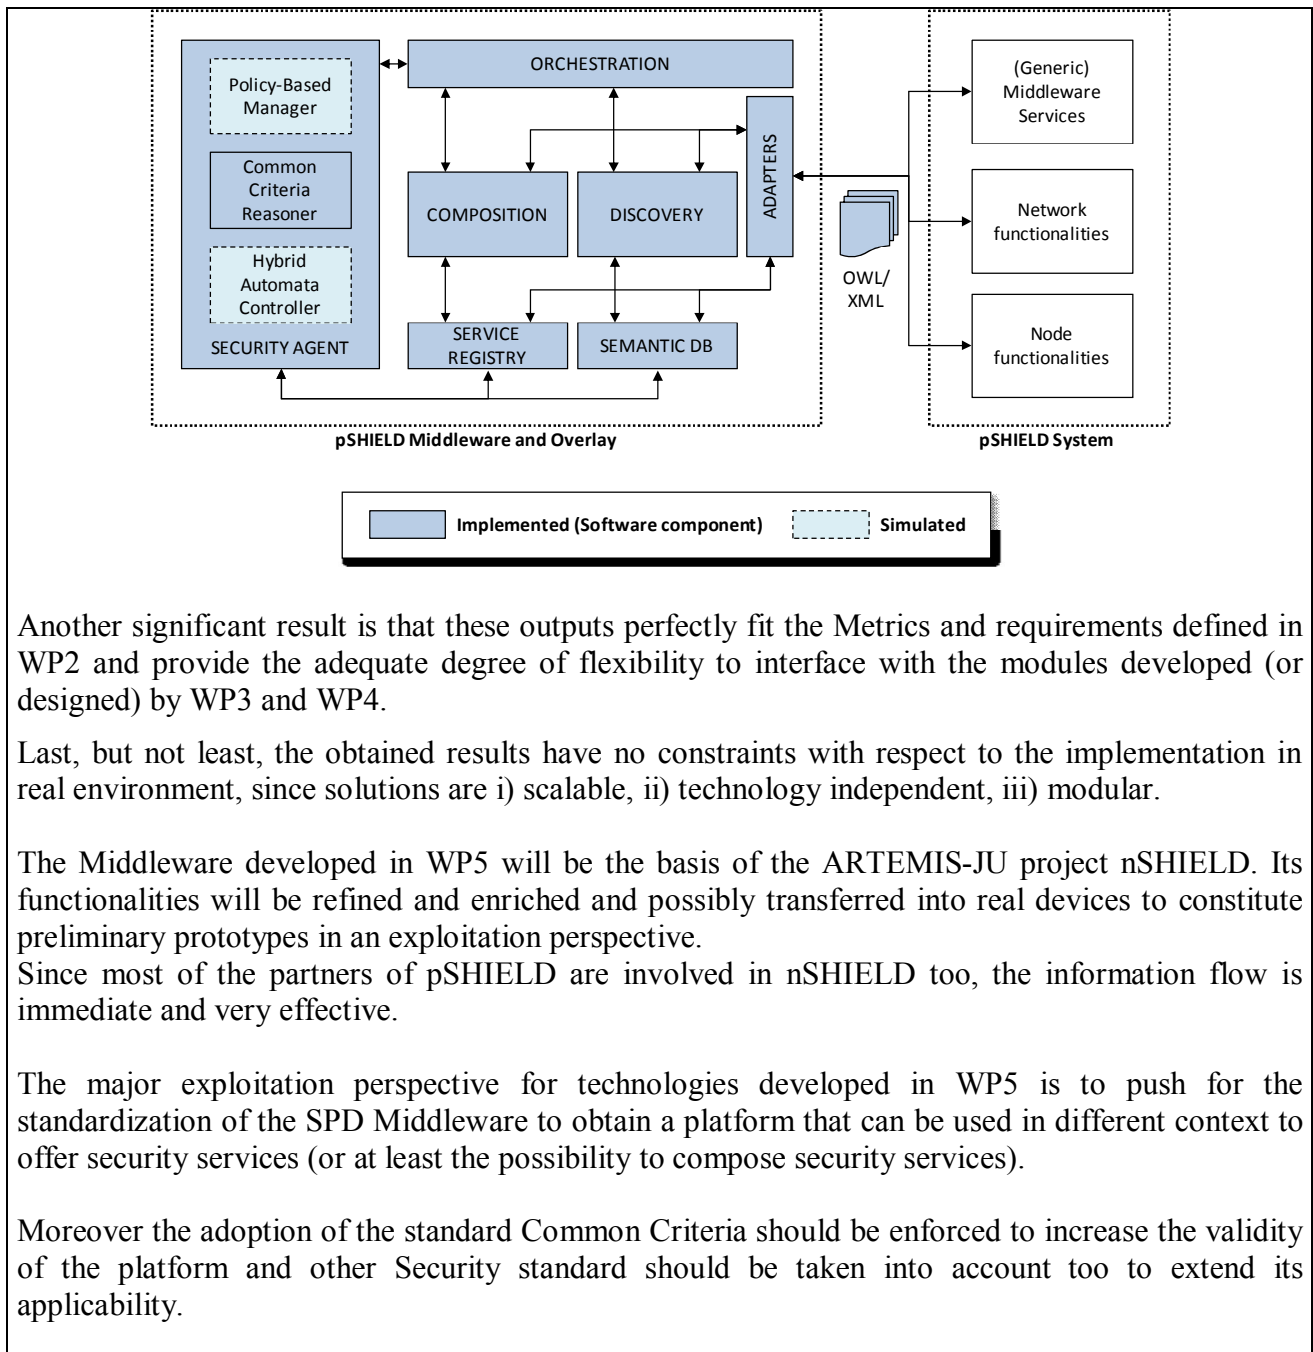 ORCHESTRATION
Policy-Based
Manager
Common
Criteria
Reasoner
Hybrid
Automata
Controller
SECURITY AGENT
COMPOSITION
DISCOVERY
ADAPTERS
SERVICE
REGISTRY
SEMANTIC DB
OWL/
XML
(Generic)
Middleware
Services
Network
functionalities
Node
functionalities
pSHIELD Middleware and Overlay
pSHIELD System
Implemented (Software component)
Simulated
Another significant result is that these outputs perfectly fit the Metrics and requirements defined in
WP2 and provide the adequate degree of flexibility to interface with the modules developed (or
designed) by WP3 and WP4.
Last, but not least, the obtained results have no constraints with respect to the implementation in
real environment, since solutions are i) scalable, ii) technology independent, iii) modular.
The Middleware developed in WP5 will be the basis of the ARTEMIS-JU project nSHIELD. Its
functionalities will be refined and enriched and possibly transferred into real devices to constitute
preliminary prototypes in an exploitation perspective.
Since most of the partners of pSHIELD are involved in nSHIELD too, the information flow is
immediate and very effective.
The major exploitation perspective for technologies developed in WP5 is to push for the
standardization of the SPD Middleware to obtain a platform that can be used in different context to
offer security services (or at least the possibility to compose security services).
Moreover the adoption of the standard Common Criteria should be enforced to increase the validity
of the platform and other Security standard should be taken into account too to extend its
applicability.